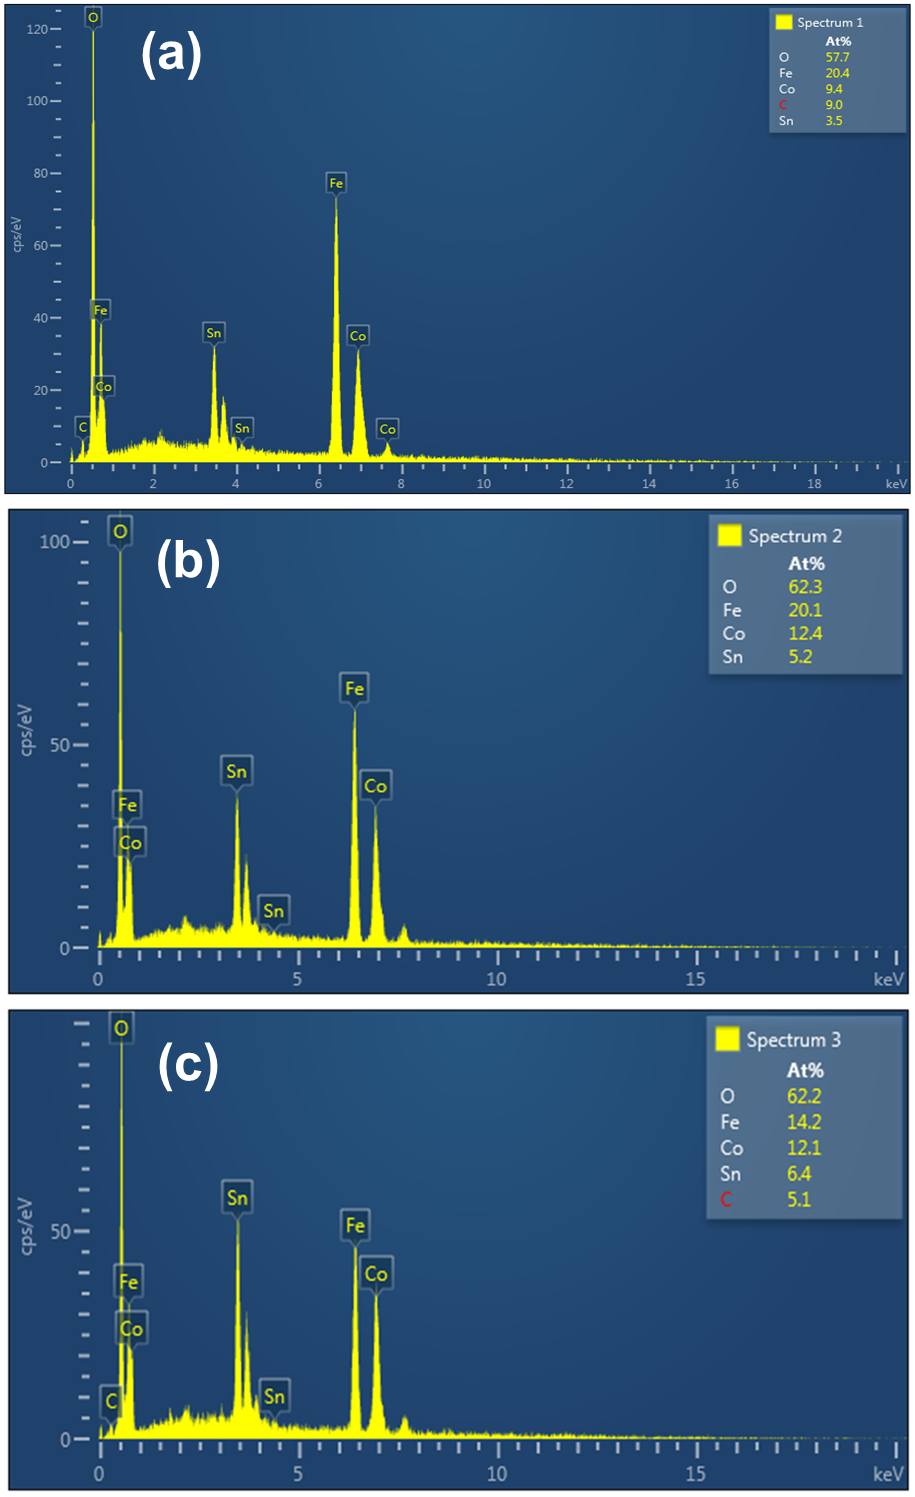 (a)
Spectrum 1
At%
O 57.7
Fe 20.4
Co 9.4
C 9.0
Sn 3.5
120
100
80
60
40
20
0
cps/eV
O
Fe
Co
C
Sn
Sn
Fe
Co
Co
0 2 4 6 8 10 12 14 16 18 keV
(b)
Spectrum 2
At%
O 62.3
Fe 20.1
Co 12.4
Sn 5.2
100
50
0
cps/eV
O
Fe
Co
Sn
Sn
Fe
Co
0 5 10 15 keV
(c)
Spectrum 3
At%
O 62.2
Fe 14.2
Co 12.1
Sn 6.4
C 5.1
50
0
cps/eV
O
Fe
Co
C
Sn
Sn
Fe
Co
0 5 10 15 keV